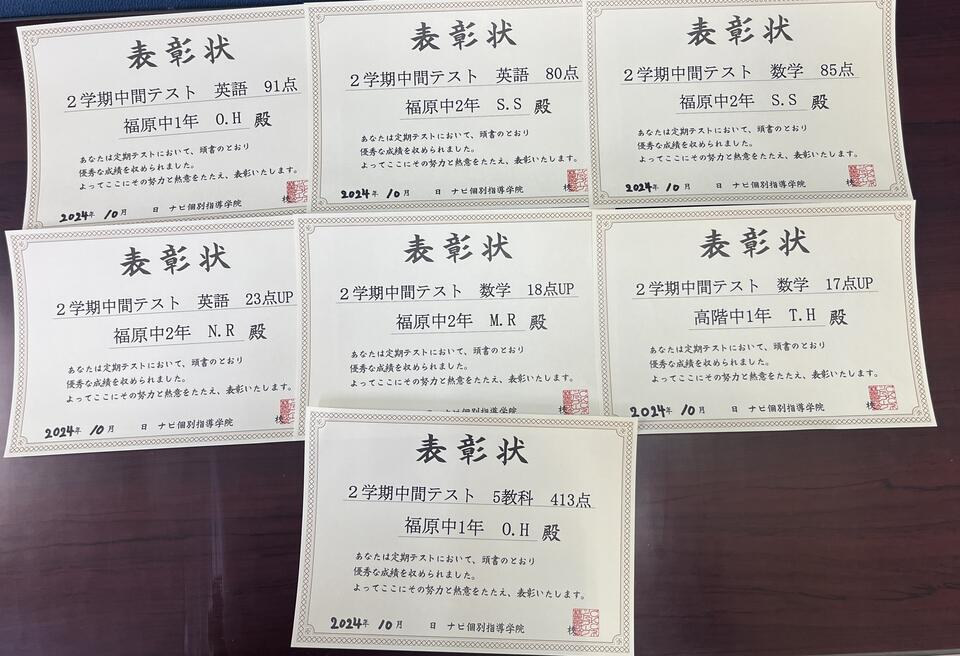 表彰状
２学期中間テスト　英語　91点
福原中1年　O.H 殿
あなたは定期テストにおいて、頭書のとおり
優秀な成績を収められました。
よってここにその努力と熱意をたたえ、表彰いたします。
2024年 10月　日 ナビ個別指導学院
表彰状
２学期中間テスト　英語　80点
福原中2年　S.S 殿
あなたは定期テストにおいて、頭書のとおり
優秀な成績を収められました。
よってここにその努力と熱意をたたえ、表彰いたします。
2024年 10月　日 ナビ個別指導学院
表彰状
２学期中間テスト　数学　85点
福原中2年　S.S 殿
あなたは定期テストにおいて、頭書のとおり
優秀な成績を収められました。
よってここにその努力と熱意をたたえ、表彰いたします。
2024年 10月　日 ナビ個別指導学院
表彰状
２学期中間テスト　英語　23点UP
福原中2年　N.R 殿
あなたは定期テストにおいて、頭書のとおり
優秀な成績を収められました。
よってここにその努力と熱意をたたえ、表彰いたします。
2024年 10月　日 ナビ個別指導学院
表彰状
２学期中間テスト　数学　18点UP
福原中2年　M.R 殿
あなたは定期テストにおいて、頭書のとおり
優秀な成績を収められました。
よってここにその努力と熱意をたたえ、表彰いたします。
表彰状
２学期中間テスト　数学　17点UP
高階中1年　T.H 殿
あなたは定期テストにおいて、頭書のとおり
優秀な成績を収められました。
よってここにその努力と熱意をたたえ、表彰いたします。
2024年 10月　日 ナビ個別指導学院
表彰状
２学期中間テスト　5教科　413点
福原中1年　O.H 殿
あなたは定期テストにおいて、頭書のとおり
優秀な成績を収められました。
よってここにその努力と熱意をたたえ、表彰いたします。
2024年 10月　日 ナビ個別指導学院